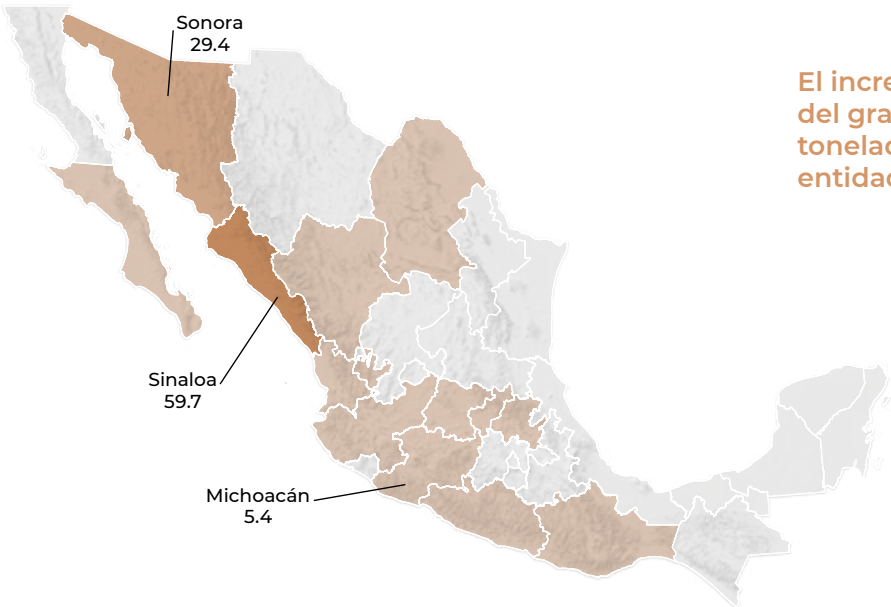 Sonora
29.4
El incre
del gra
tonelad
entidad
Sinaloa
59.7
Michoacán
5.4